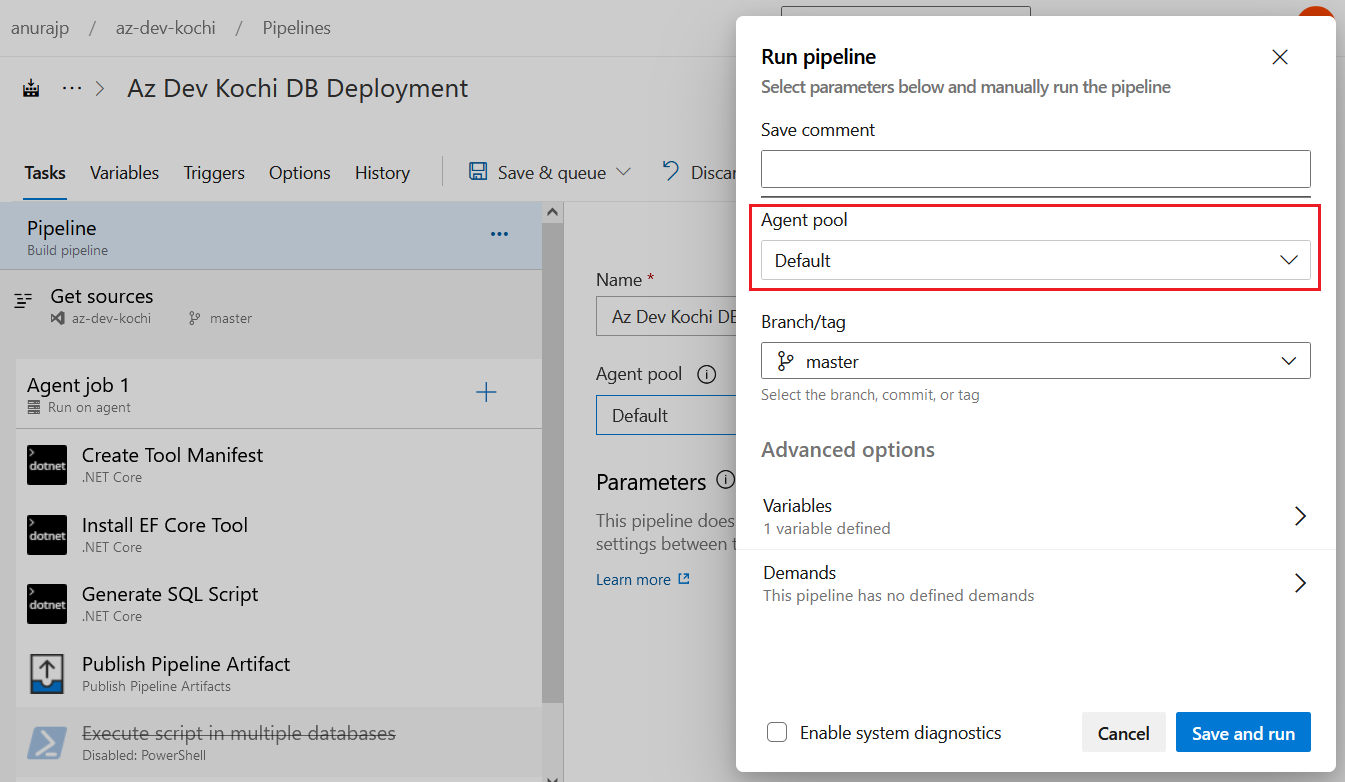 anurajp / az-dev-kochi / Pipelines
··· > Az Dev Kochi DB Deployment
Tasks Variables Triggers Options History Save & queue Discar
Pipeline
Build pipeline
Get sources
az-dev-kochi master
Agent job 1
Run on agent
dotnet
Create Tool Manifest
.NET Core
dotnet
Install EF Core Tool
.NET Core
dotnet
Generate SQL Script
.NET Core
Publish Pipeline Artifact
Publish Pipeline Artifacts
Execute script in multiple databases
Disabled: PowerShell
Name *
Az Dev Kochi DB
Agent pool
Default
Parameters
This pipeline does
settings between t
Learn more
Run pipeline
Select parameters below and manually run the pipeline
Save comment
Agent pool
Default
Branch/tag
master
Select the branch, commit, or tag
Advanced options
Variables
1 variable defined
Demands
This pipeline has no defined demands
Enable system diagnostics
Cancel
Save and run